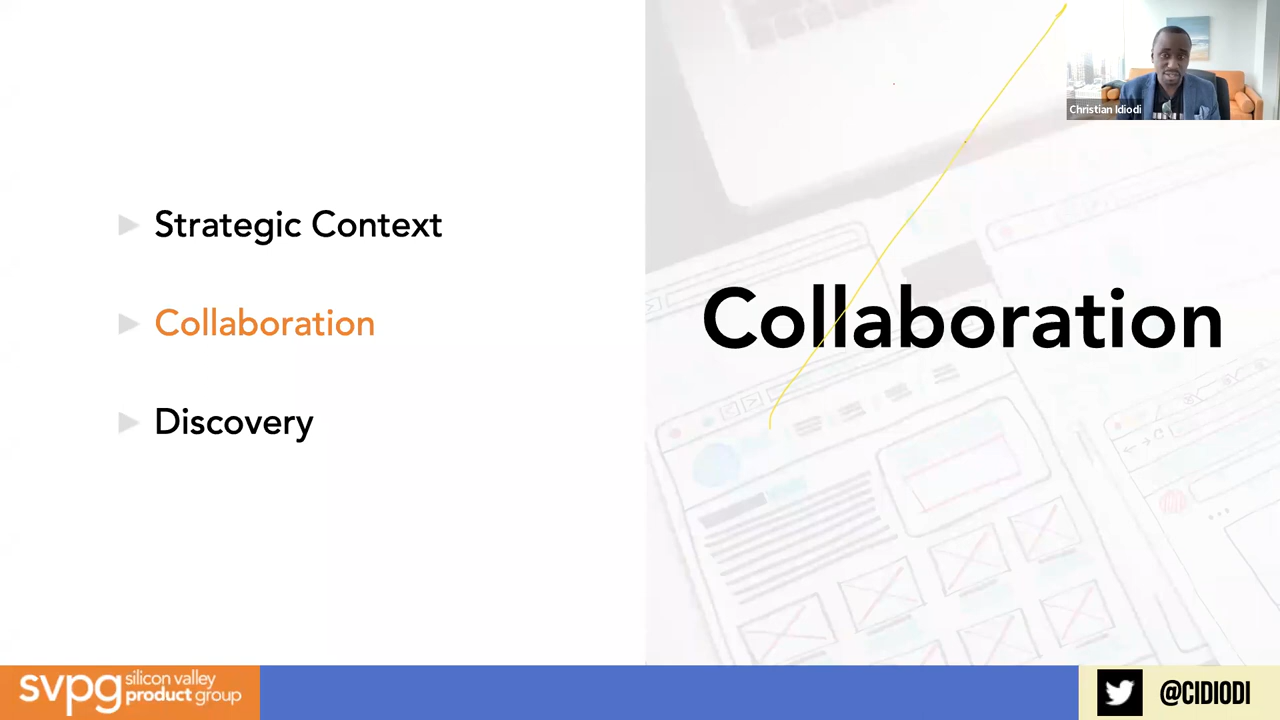 Strategic Context
Collaboration
Discovery
Collaboration
Christian Idiodi
svpg silicon valley
product group
@CIDIODI